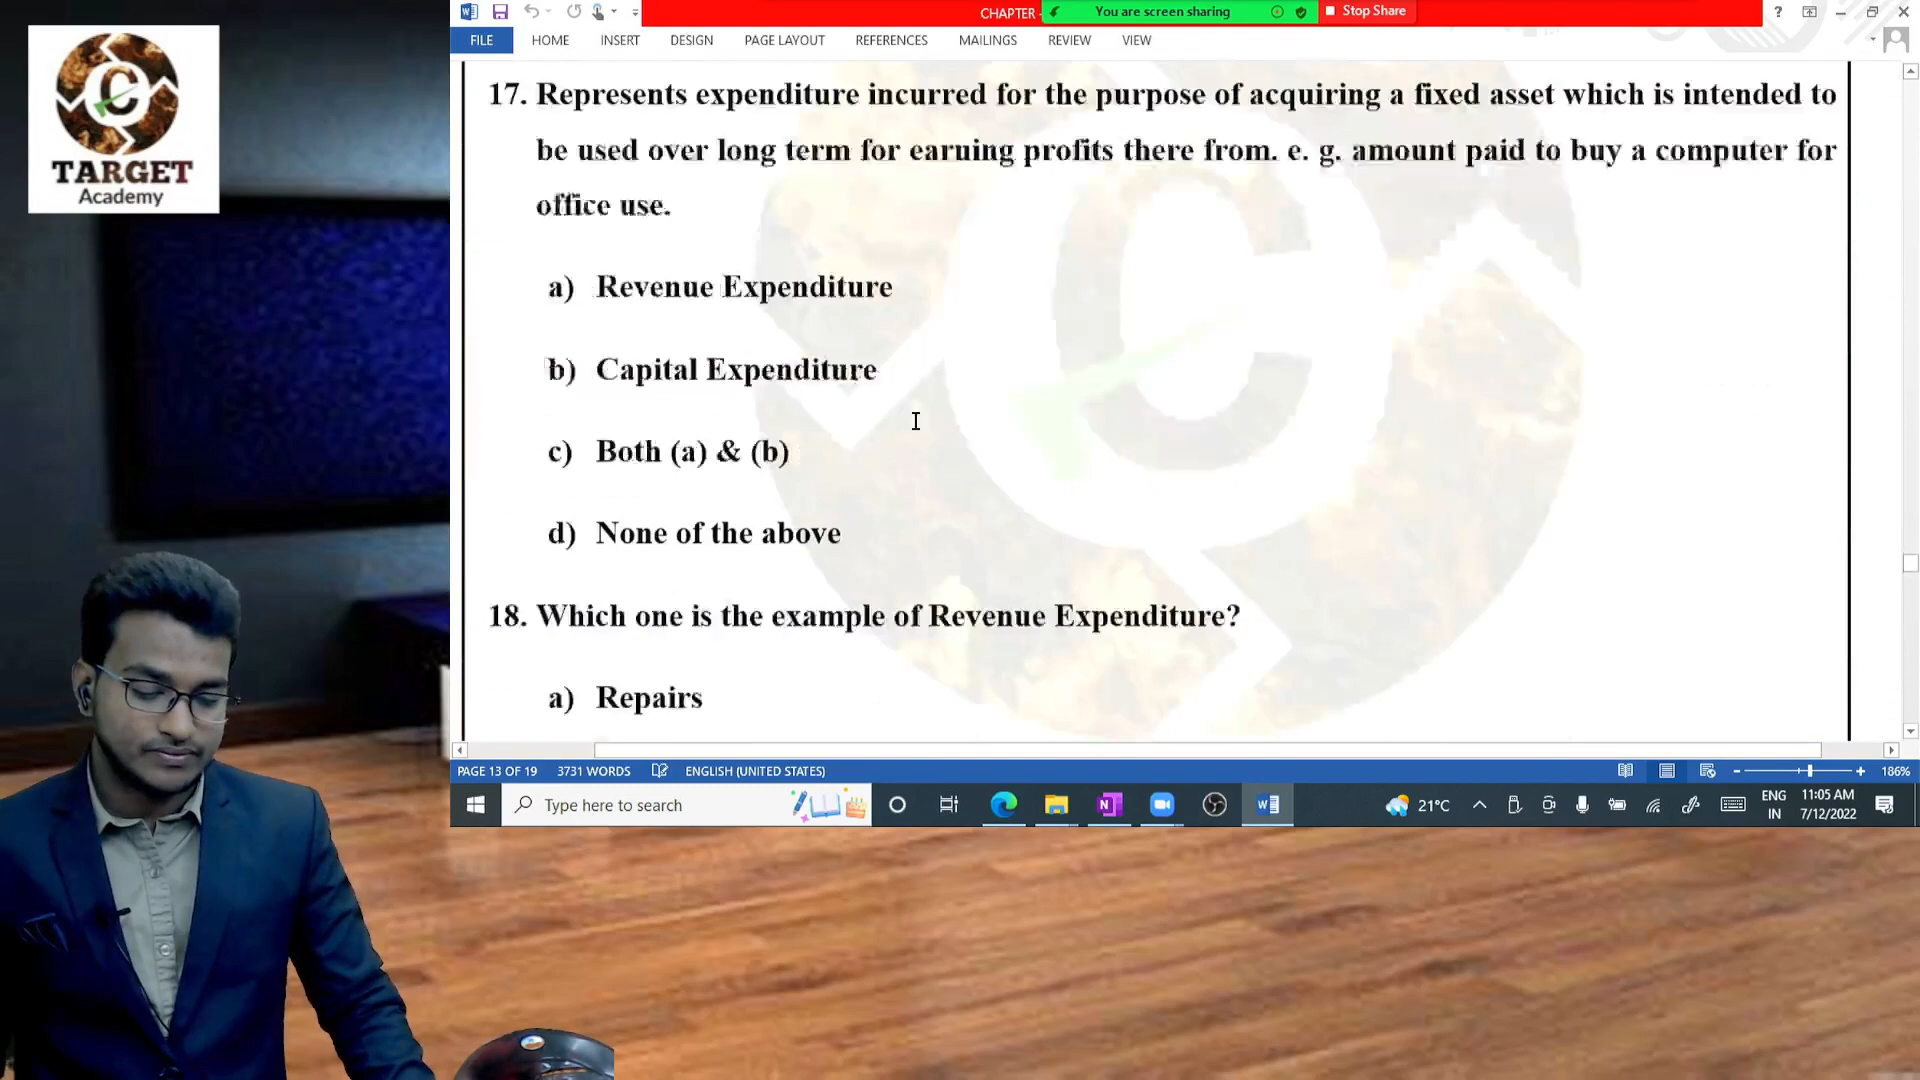 CHAPTER -
You are screen sharing
Stop Share
?
FILE
HOME
INSERT
DESIGN
PAGE LAYOUT
REFERENCES
MAILINGS
REVIEW
VIEW
TARGET
Academy
17. Represents expenditure incurred for the purpose of acquiring a fixed asset which is intended to
be used over long term for earuing profits there from. e. g. amount paid to buy a computer for
office use.
a) Revenue Expenditure
b) Capital Expenditure
c) Both (a) & (b)
d) None of the above
18. Which one is the example of Revenue Expenditure?
a) Repairs
PAGE 13 OF 19
3731 WORDS
ENGLISH (UNITED STATES)
186%
Type here to search
21°C
ENG
IN
11:05 AM
7/12/2022